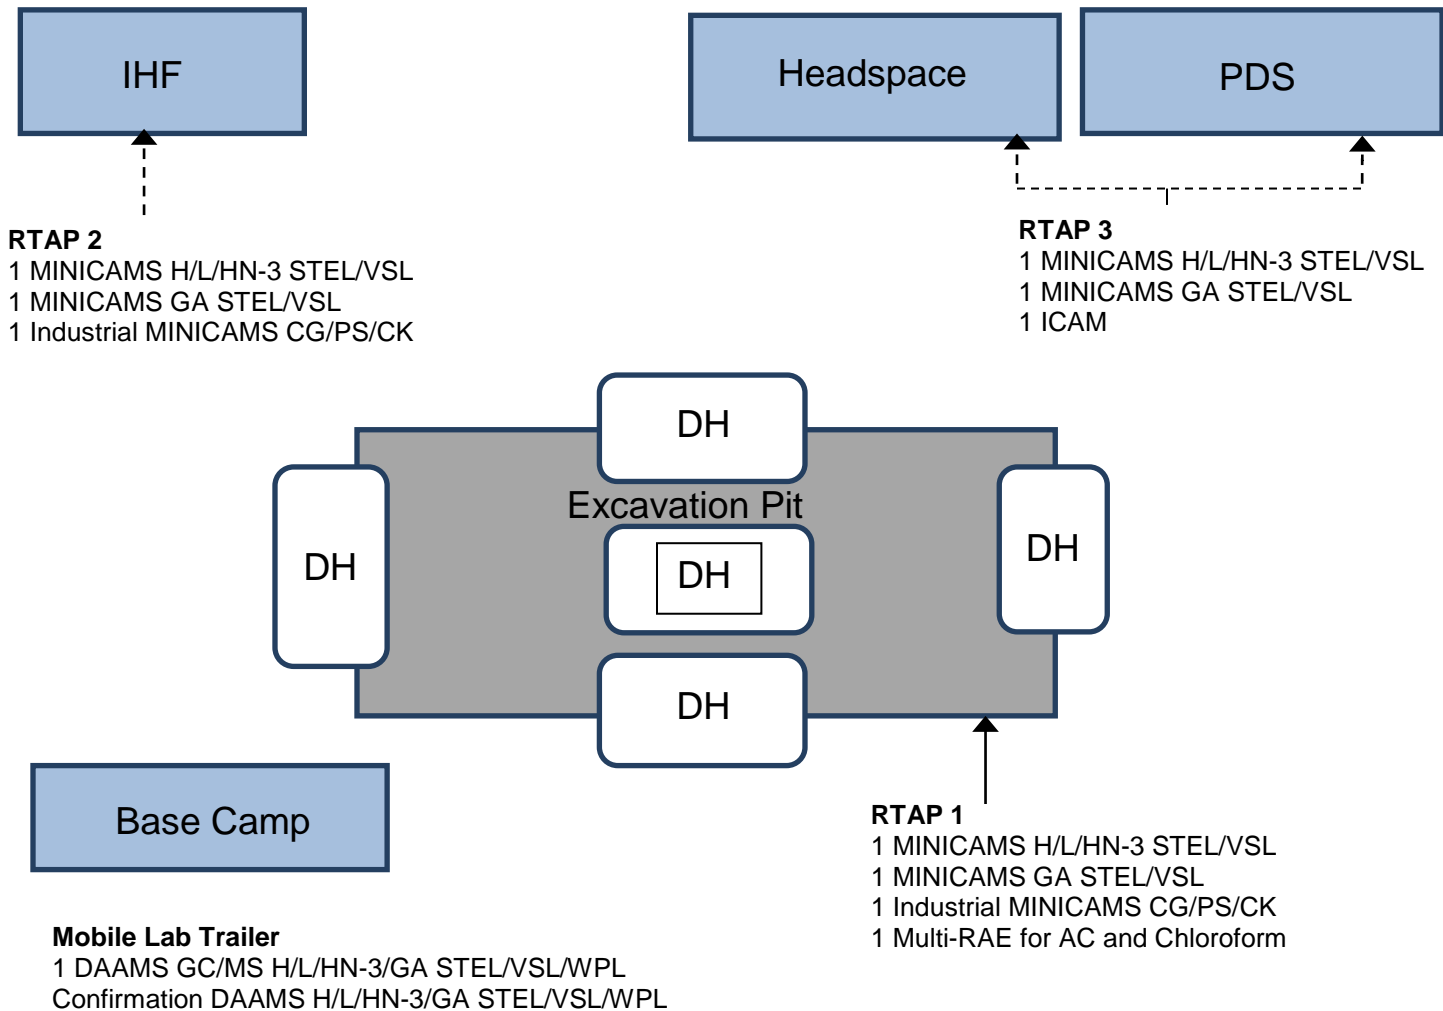 IHF
Headspace
PDS
RTAP 2
1 MINICAMS H/L/HN-3 STEL/VSL
1 MINICAMS GA STEL/VSL
1 Industrial MINICAMS CG/PS/CK
RTAP 3
1 MINICAMS H/L/HN-3 STEL/VSL
1 MINICAMS GA STEL/VSL
1 ICAM
DH
Excavation Pit
DH
DH
DH
DH
Base Camp
RTAP 1
1 MINICAMS H/L/HN-3 STEL/VSL
1 MINICAMS GA STEL/VSL
1 Industrial MINICAMS CG/PS/CK
1 Multi-RAE for AC and Chloroform
Mobile Lab Trailer
1 DAAMS GC/MS H/L/HN-3/GA STEL/VSL/WPL
Confirmation DAAMS H/L/HN-3/GA STEL/VSL/WPL